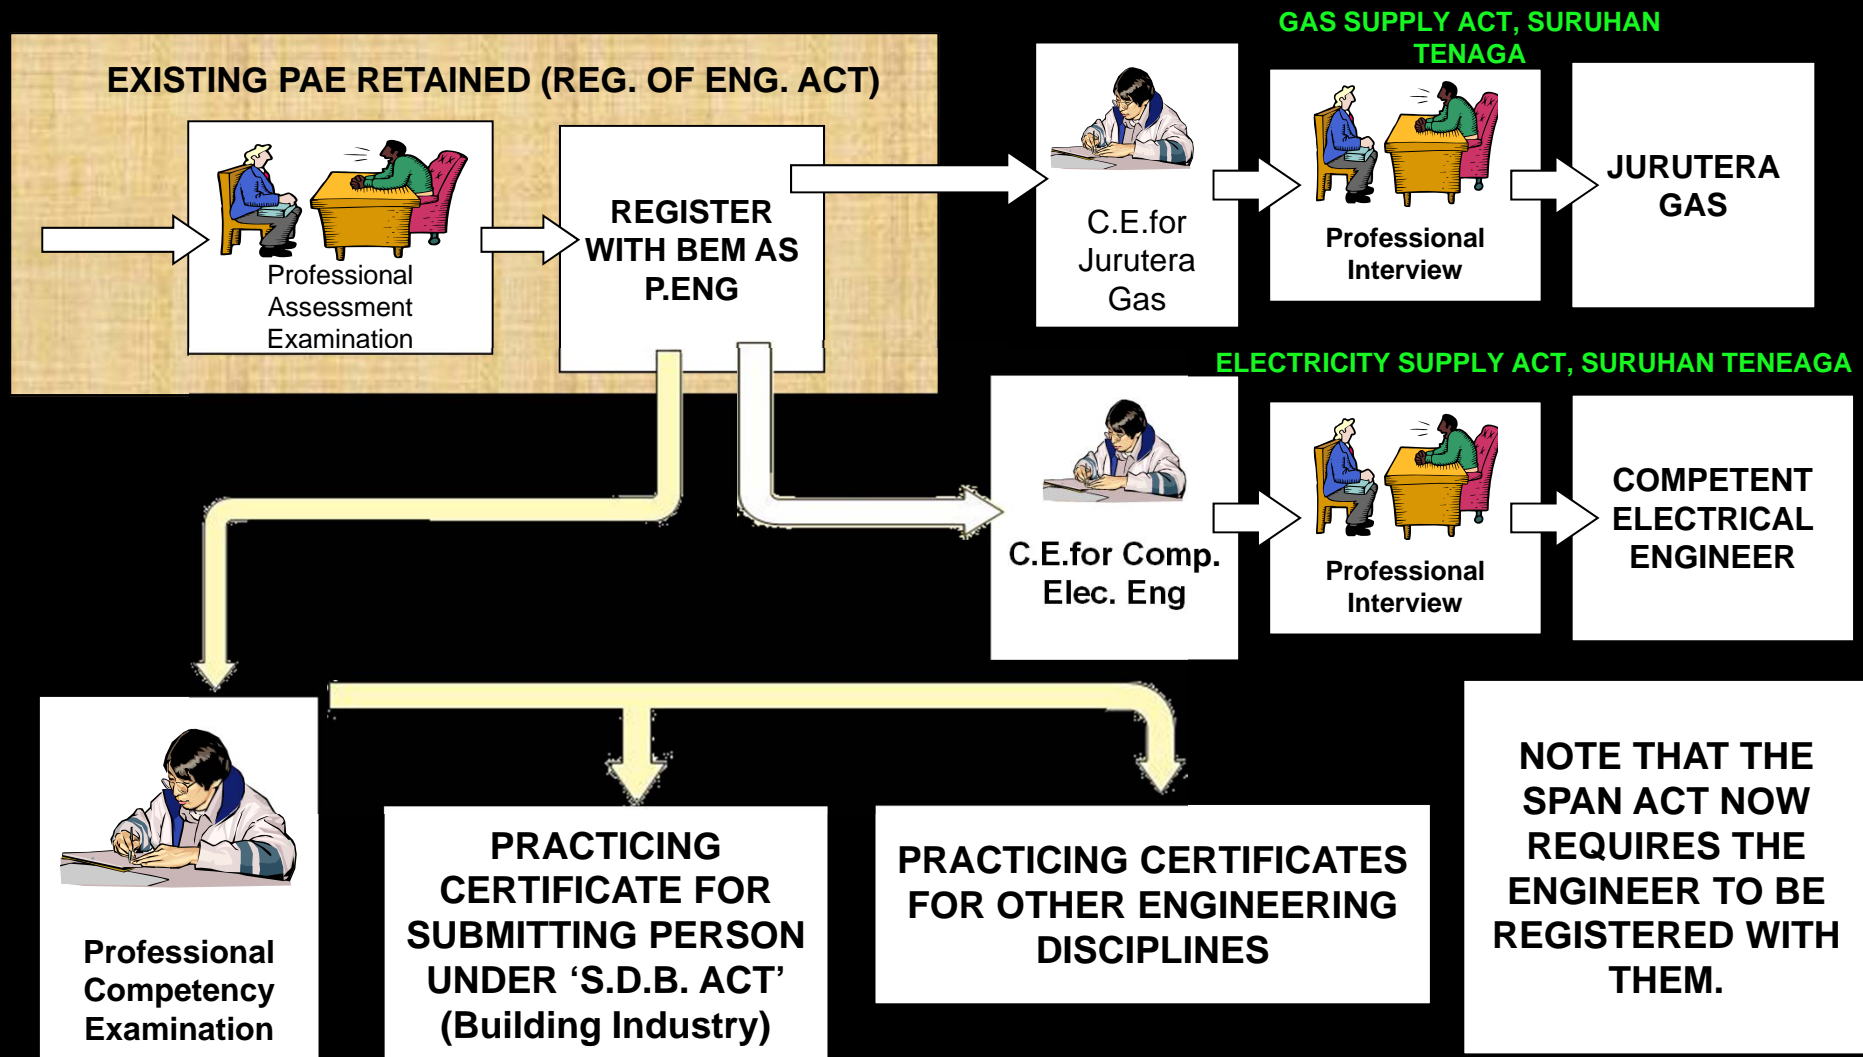 EXISTING PAE RETAINED (REG. OF ENG. ACT)
Professional
Assessment
Examination
REGISTER
WITH BEM AS
P.ENG
GAS SUPPLY ACT, SURUHAN
TENAGA
C.E.for
Jurutera
Gas
Professional
Interview
JURUTERA
GAS
ELECTRICITY SUPPLY ACT, SURUHAN TENEAGA
C.E.for Comp.
Elec. Eng
Professional
Interview
COMPETENT
ELECTRICAL
ENGINEER
Professional
Competency
Examination
PRACTICING
CERTIFICATE FOR
SUBMITTING PERSON
UNDER ‘S.D.B. ACT’
(Building Industry)
PRACTICING CERTIFICATES
FOR OTHER ENGINEERING
DISCIPLINES
NOTE THAT THE
SPAN ACT NOW
REQUIRES THE
ENGINEER TO BE
REGISTERED WITH
THEM.